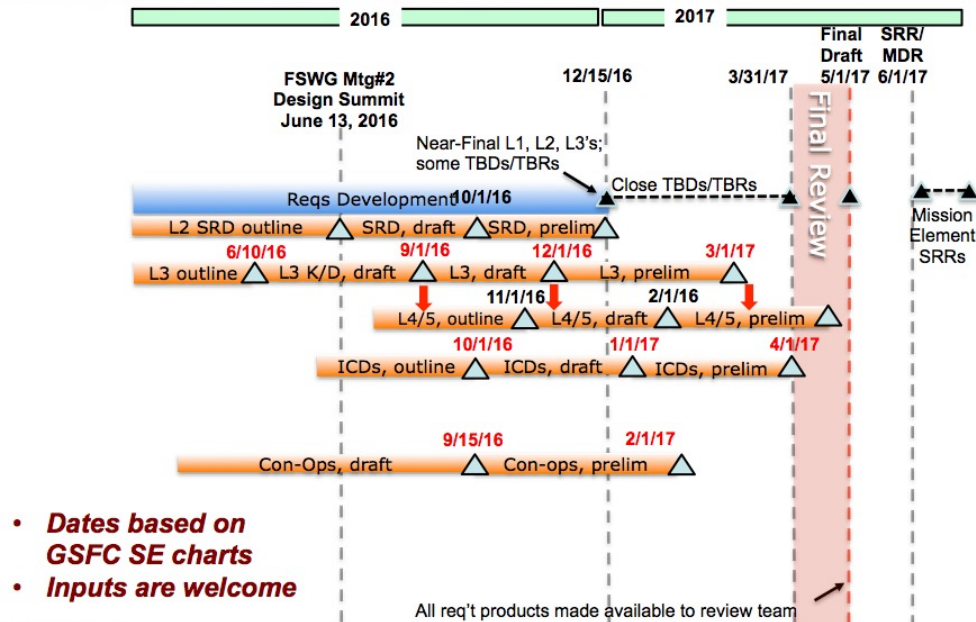 2016
2017
Final
Draft
5/1/17
SRR/
MDR
6/1/17
12/15/16
3/31/17
FSWG Mtg#2
Design Summit
June 13, 2016
Near-Final L1, L2, L3's;
some TBDs/TBRs
Close TBDs/TBRs
Final Review
Reqs Development
10/1/16
Mission
Element
SRRs
L2 SRD outline
SRD, draft
SRD, prelim
6/10/16
9/1/16
12/1/16
3/1/17
L3 outline
L3 K/D, draft
L3, draft
L3, prelim
11/1/16
2/1/16
L4/5, outline
L4/5, draft
L4/5, prelim
10/1/16
1/1/17
4/1/17
ICDs, outline
ICDs, draft
ICDs, prelim
9/15/16
2/1/17
Con-Ops, draft
Con-ops, prelim
• Dates based on
GSFC SE charts
• Inputs are welcome
All req't products made available to review team